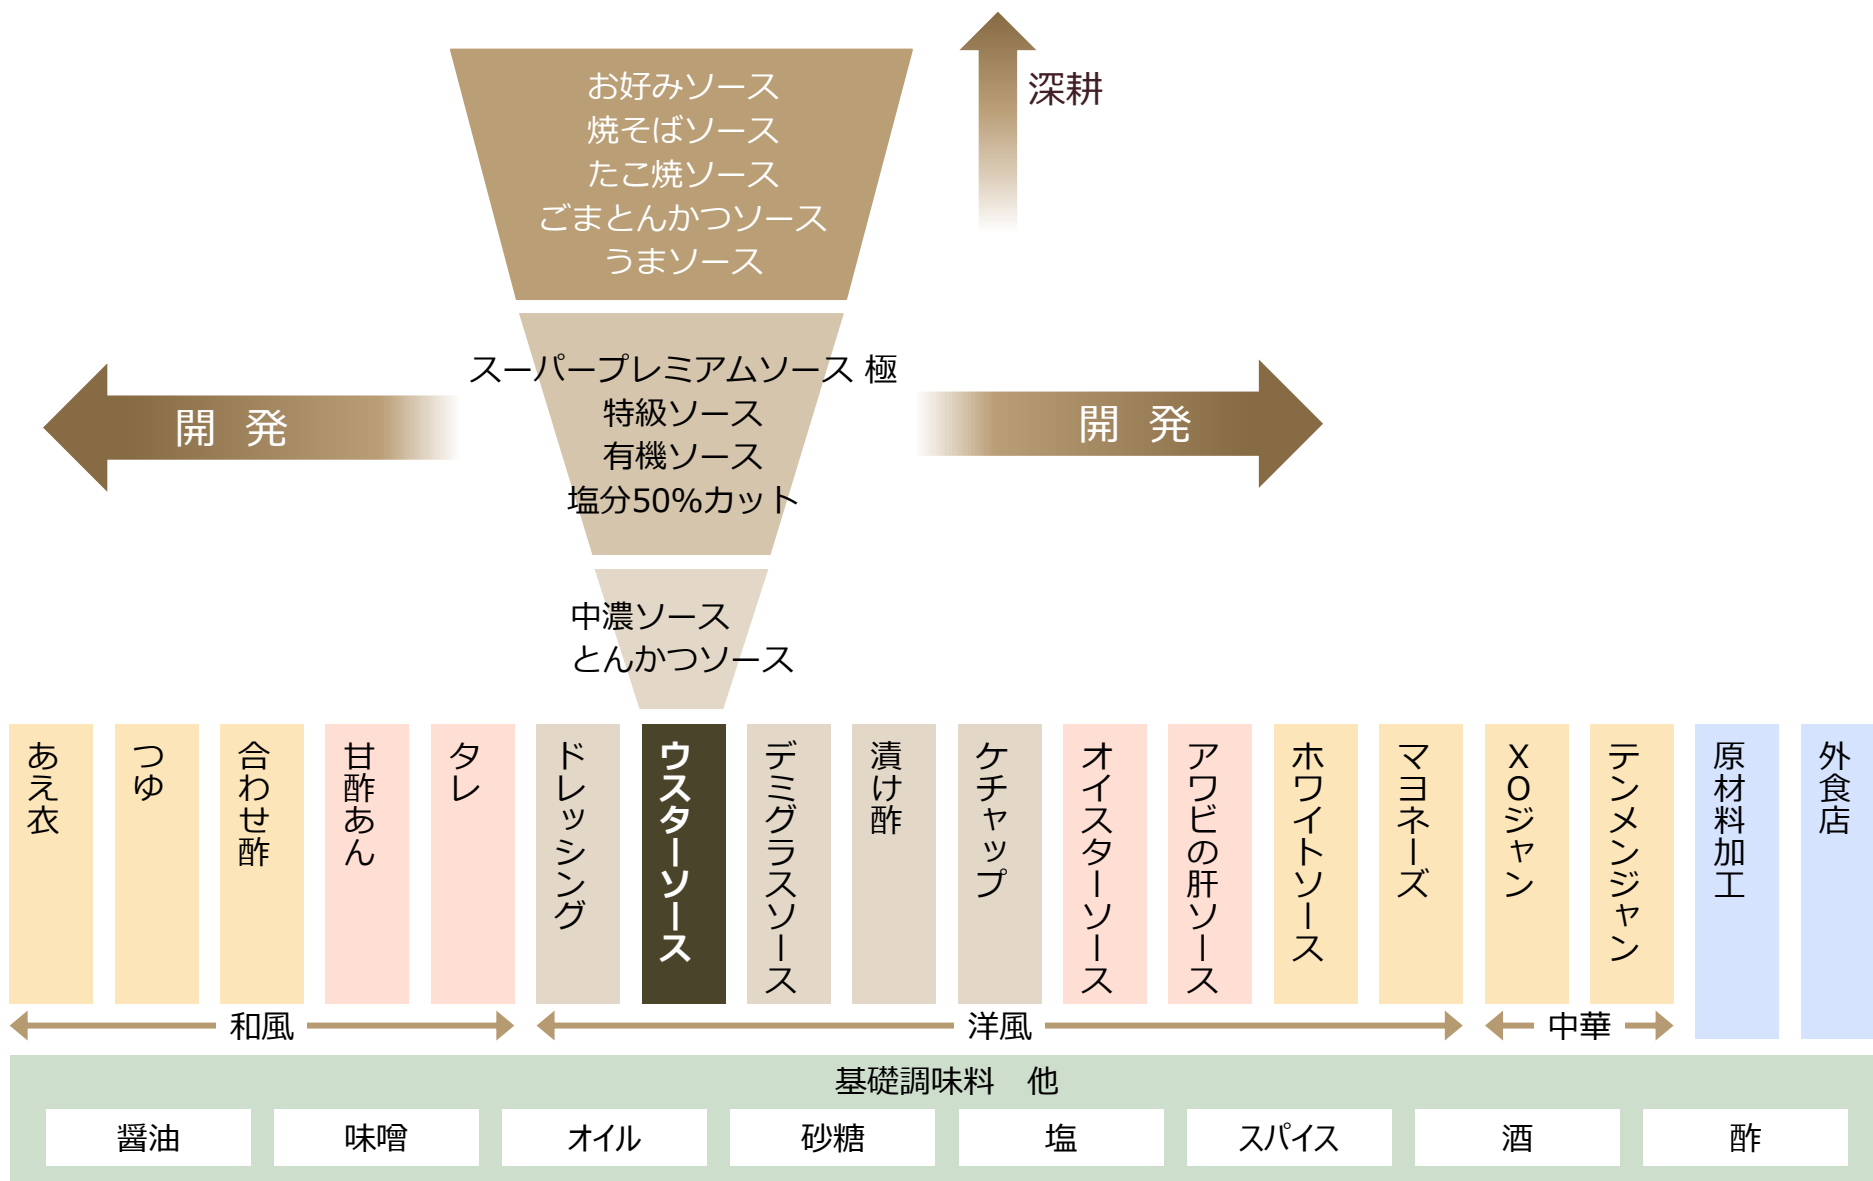 お好みソース
焼そばソース
たこ焼ソース
ごまとんかつソース
うまソース
深耕
スーパープレミアムソース 極
特級ソース
有機ソース
塩分50%カット
開 発
開 発
中濃ソース
とんかつソース
あえ衣
つゆ
合わせ酢
甘酢あん
タレ
ドレッシング
ウスターソース
デミグラスソース
漬け酢
ケチャップ
オイスターソース
アワビの肝ソース
ホワイトソース
マヨネーズ
XOジャン
テンメンジャン
原材料加工
外食店
和風
洋風
中華
基礎調味料　他
醤油
味噌
オイル
砂糖
塩
スパイス
酒
酢